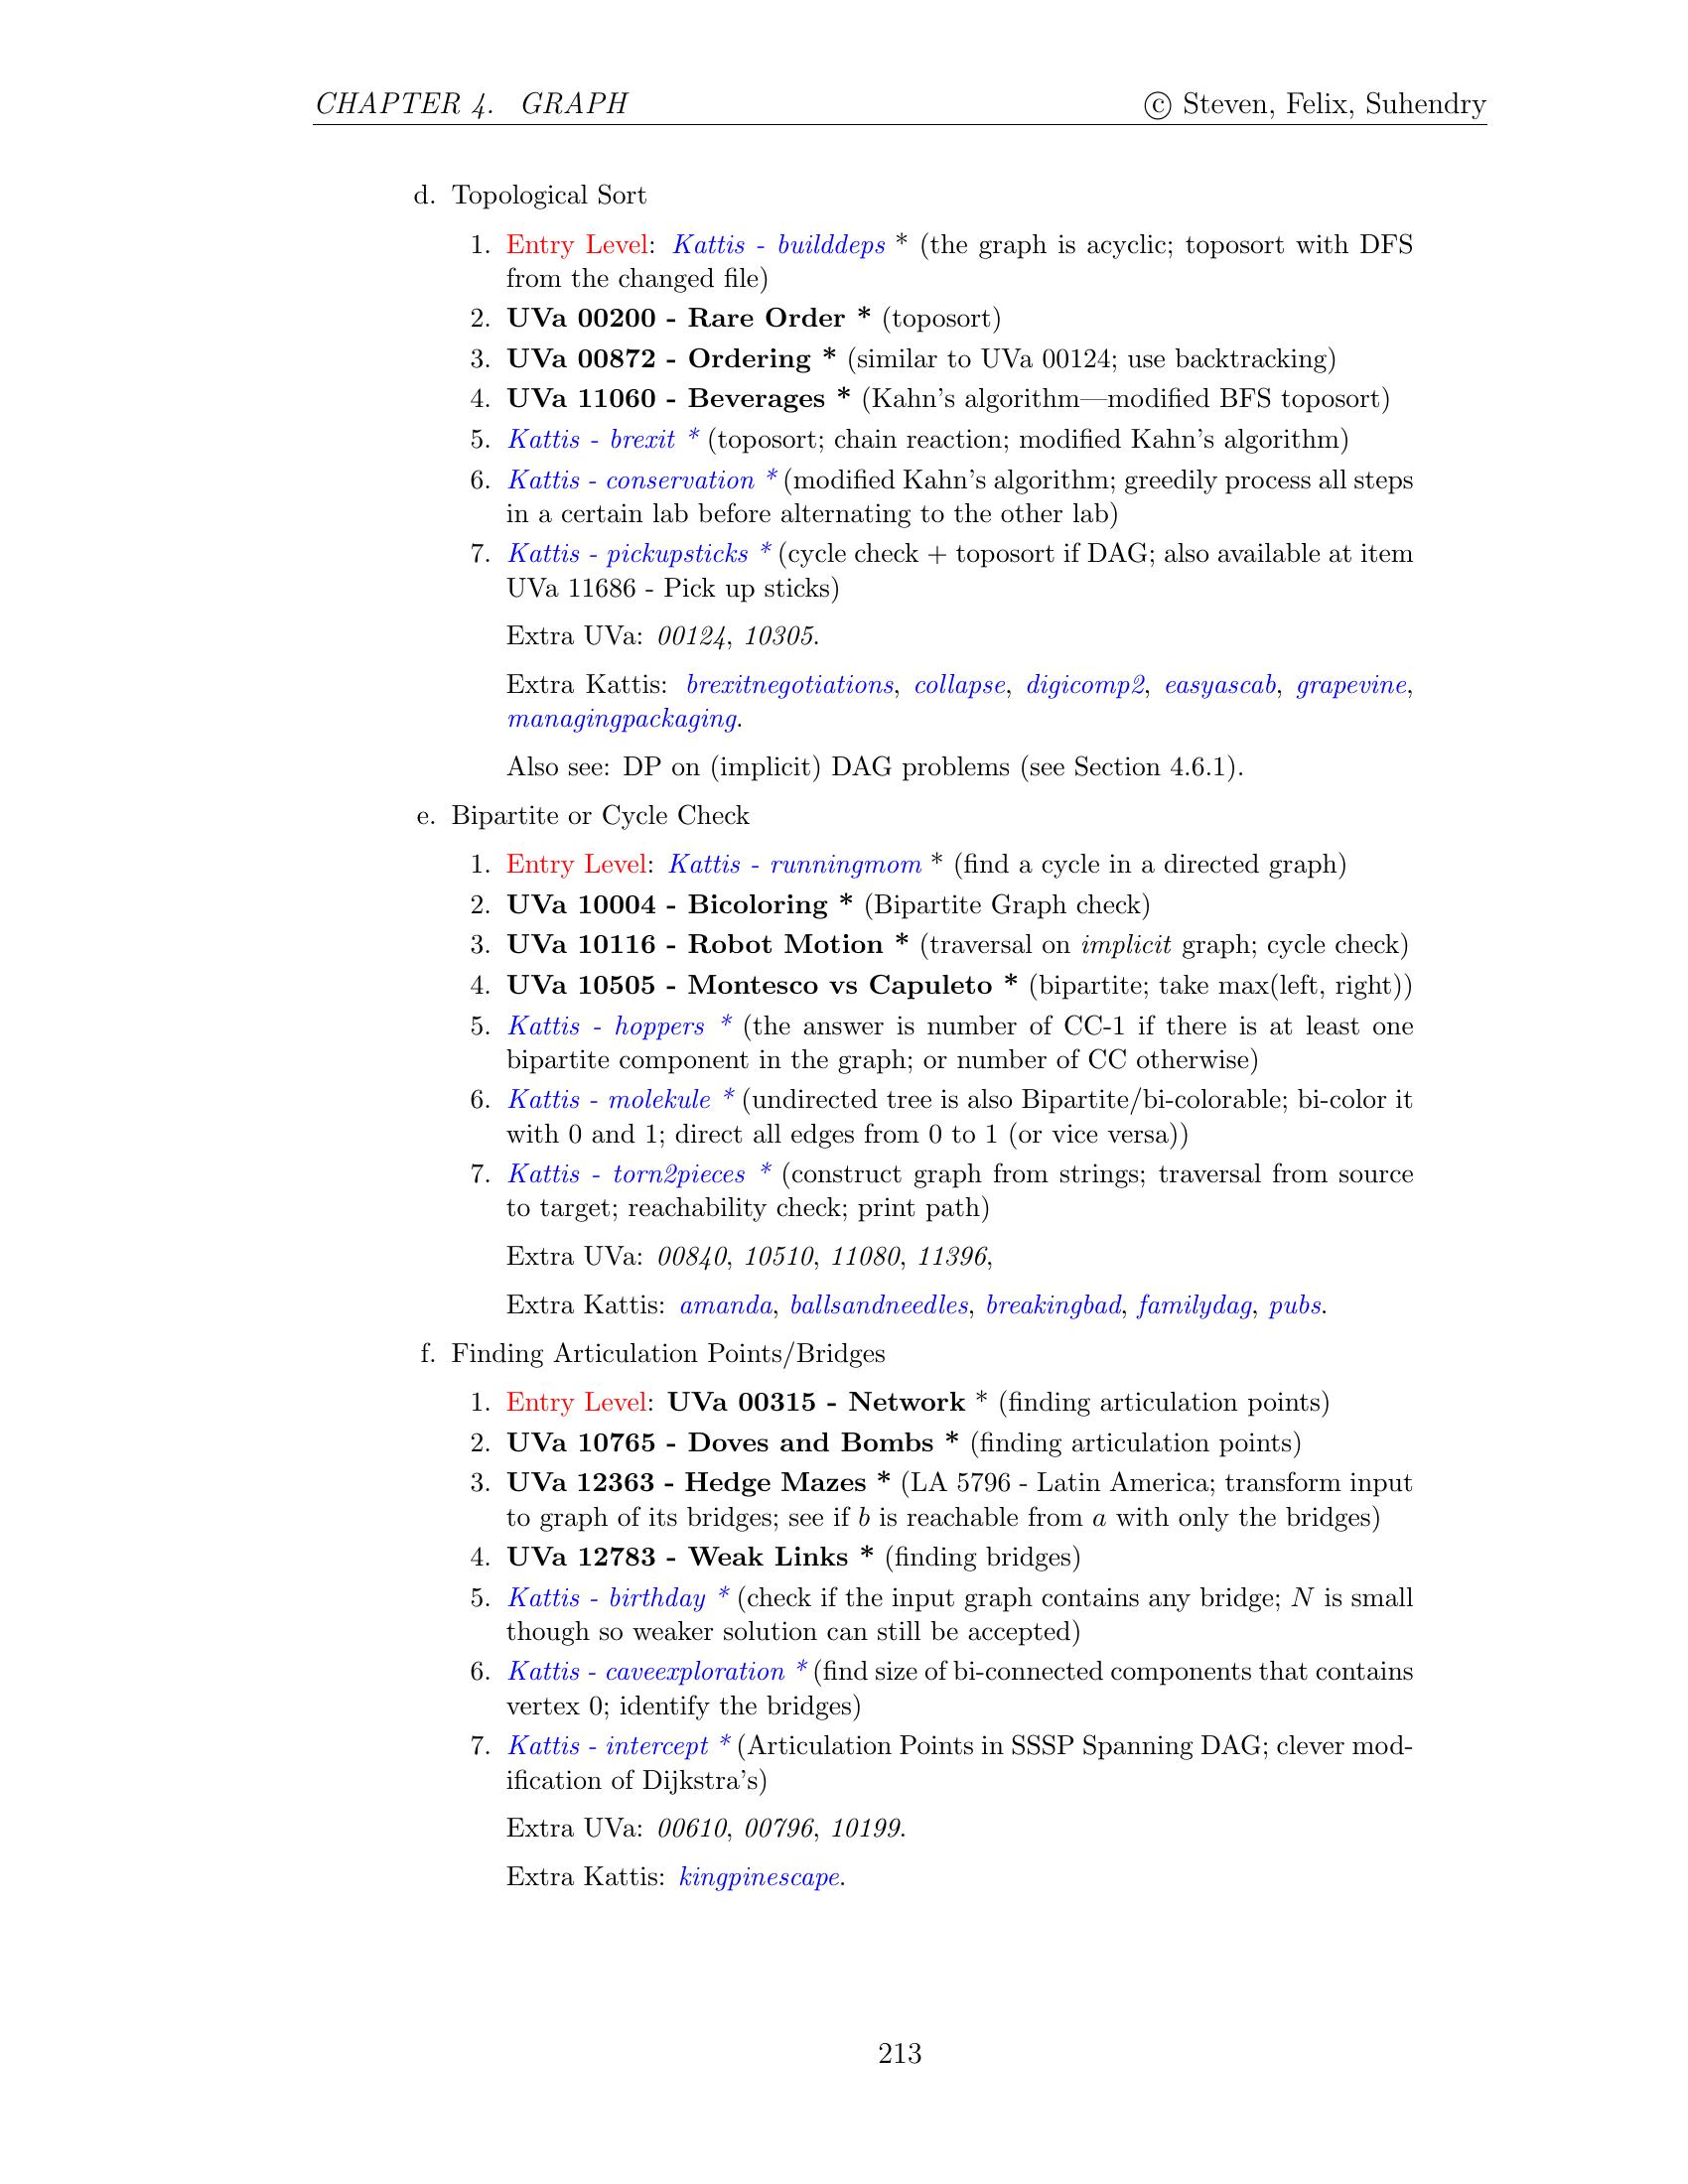 CHAPTER 4. GRAPH © Steven, Felix, Suhendry
d. Topological Sort
1. Entry Level: Kattis - builddeps * (the graph is acyclic; toposort with DFS
from the changed file)
2. UVa 00200 - Rare Order * (toposort)
3. UVa 00872 - Ordering * (similar to UVa 00124; use backtracking)
4. UVa 11060 - Beverages * (Kahn's algorithm—modified BFS toposort)
5. Kattis - brexit * (toposort; chain reaction; modified Kahn's algorithm)
6. Kattis - conservation * (modified Kahn's algorithm; greedily process all steps
in a certain lab before alternating to the other lab)
7. Kattis - pickupsticks * (cycle check + toposort if DAG; also available at item
UVa 11686 - Pick up sticks)
Extra UVa: 00124, 10305.
Extra Kattis: brexitnegotiations, collapse, digicomp2, easyascab, grapevine,
managingpackaging.
Also see: DP on (implicit) DAG problems (see Section 4.6.1).
e. Bipartite or Cycle Check
1. Entry Level: Kattis - runningmom * (find a cycle in a directed graph)
2. UVa 10004 - Bicoloring * (Bipartite Graph check)
3. UVa 10116 - Robot Motion * (traversal on implicit graph; cycle check)
4. UVa 10505 - Montesco vs Capuleto * (bipartite; take max(left, right))
5. Kattis - hoppers * (the answer is number of CC-1 if there is at least one
bipartite component in the graph; or number of CC otherwise)
6. Kattis - molekule * (undirected tree is also Bipartite/bi-colorable; bi-color it
with 0 and 1; direct all edges from 0 to 1 (or vice versa))
7. Kattis - torn2pieces * (construct graph from strings; traversal from source
to target; reachability check; print path)
Extra UVa: 00840, 10510, 11080, 11396,
Extra Kattis: amanda, ballsandneedles, breakingbad, familydag, pubs.
f. Finding Articulation Points/Bridges
1. Entry Level: UVa 00315 - Network * (finding articulation points)
2. UVa 10765 - Doves and Bombs * (finding articulation points)
3. UVa 12363 - Hedge Mazes * (LA 5796 - Latin America; transform input
to graph of its bridges; see if b is reachable from a with only the bridges)
4. UVa 12783 - Weak Links * (finding bridges)
5. Kattis - birthday * (check if the input graph contains any bridge; N is small
though so weaker solution can still be accepted)
6. Kattis - caveexploration * (find size of bi-connected components that contains
vertex 0; identify the bridges)
7. Kattis - intercept * (Articulation Points in SSSP Spanning DAG; clever mod-
ification of Dijkstra's)
Extra UVa: 00610, 00796, 10199.
Extra Kattis: kingpinescape.
213